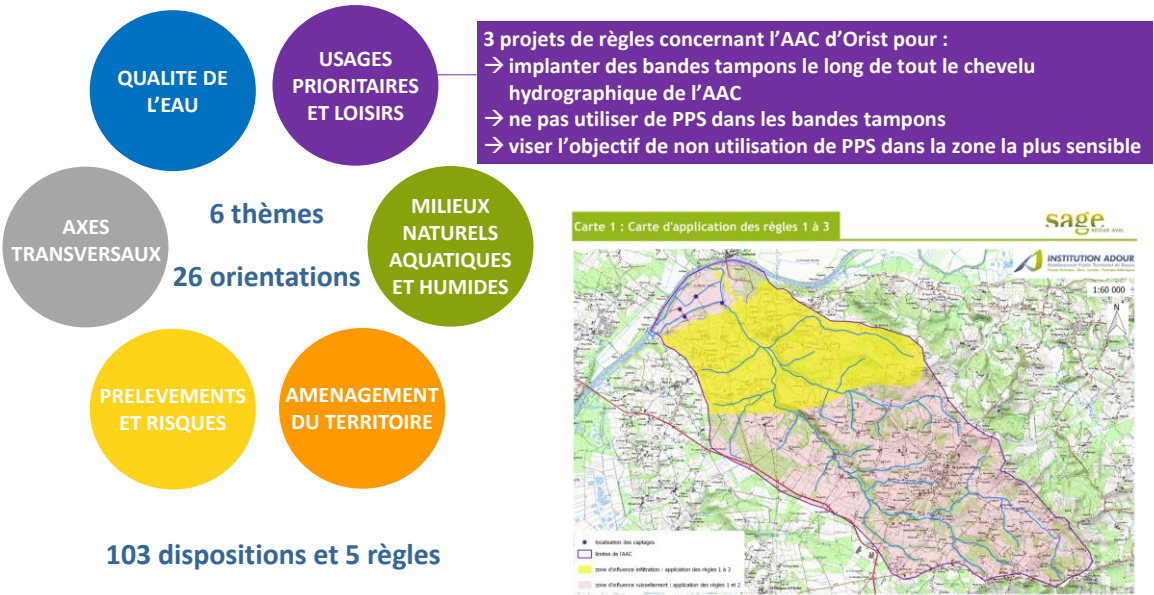 QUALITE DE
L'EAU
USAGES
PRIORITAIRES
ET LOISIRS
3 projets de règles concernant l'AAC d'Orist pour :
→ implanter des bandes tampons le long de tout le chevelu
hydrographique de l'AAC
→ ne pas utiliser de PPS dans les bandes tampons
→ viser l'objectif de non utilisation de PPS dans la zone la plus sensible
AXES
TRANSVERSAUX
6 thèmes
26 orientations
MILIEUX
NATURELS
AQUATIQUES
ET HUMIDES
PRELEVEMENTS
ET RISQUES
AMENAGEMENT
DU TERRITOIRE
103 dispositions et 5 règles
Carte 1 : Carte d'application des règles 1 à 3
sage
ADOUR AVAL
INSTITUTION ADOUR
1:60 000
N
localisation des captages
limites de l'AAC
zone d'influence infiltration : application des règles 1 à 3
zone d'influence ruissellement : application des règles 1 et 2